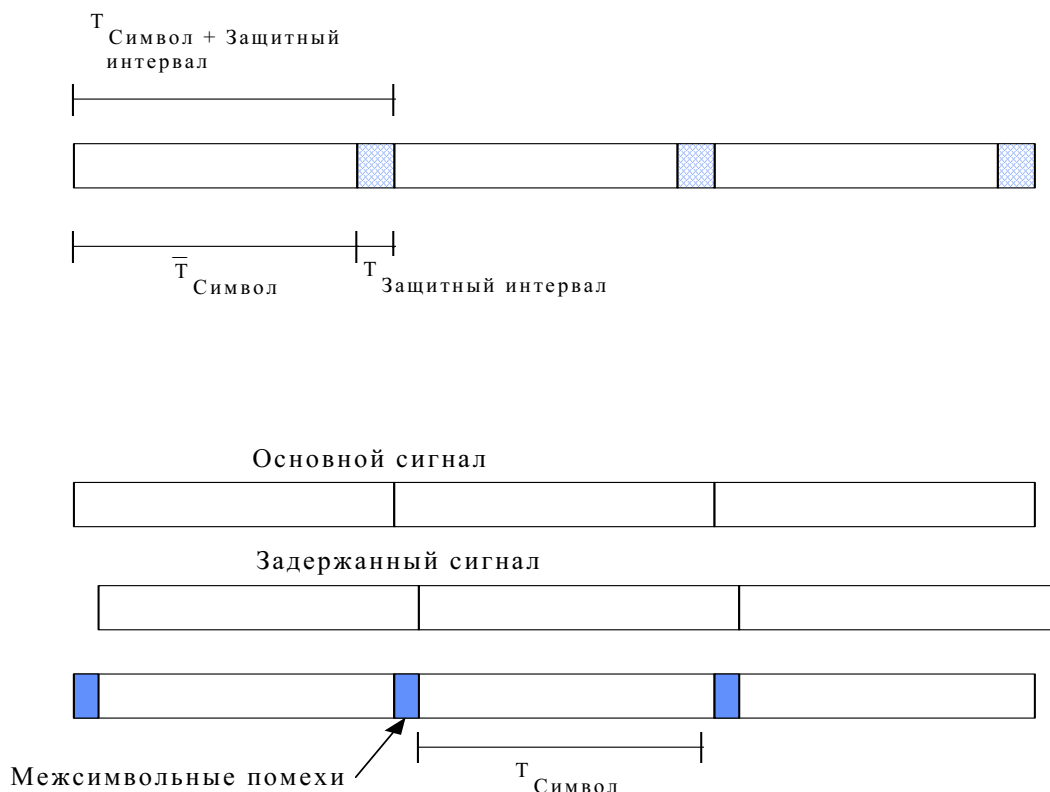 T
Символ + Защитный
интервал
T Символ
T Защитный интервал
Основной сигнал
Задержанный сигнал
Межсимвольные помехи
T Символ